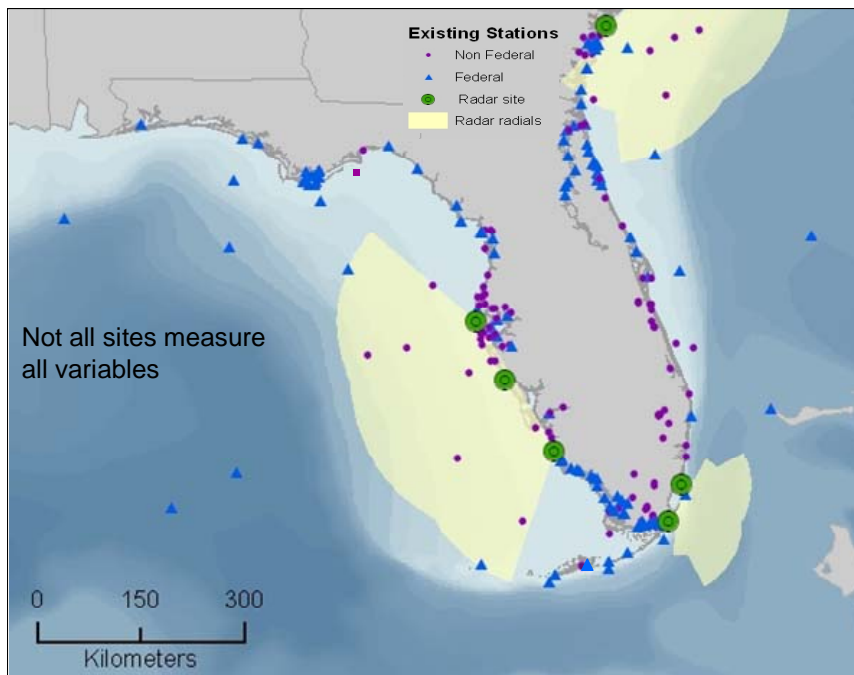 Existing Stations
Non Federal
Federal
Radar site
Radar radials
Not all sites measure
all variables
0 150 300
Kilometers